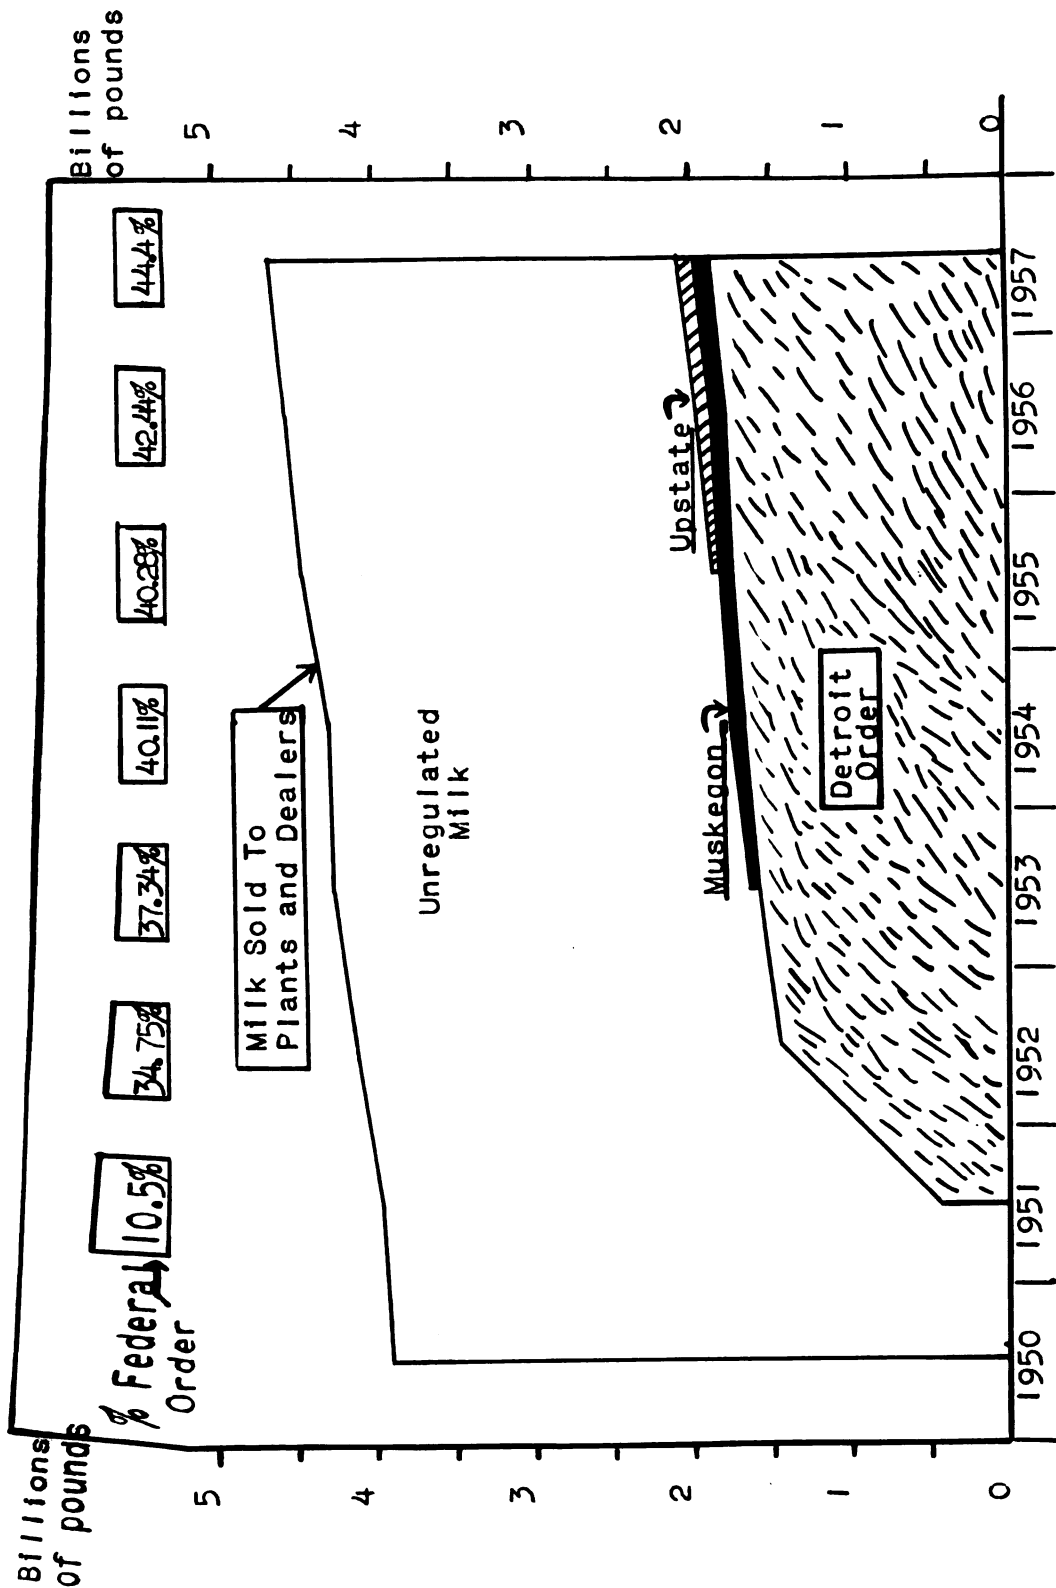 Billions
of pounds
Billions
of pounds
% Federal
Order
10.5%
34.75%
37.34%
40.11%
40.28%
42.44%
44.4%
Milk Sold To
Plants and Dealers
Unregulated
Milk
Upstate
Muskegon
Detroit
Order
5
4
3
2
1
0
5
4
3
2
1
0
1950
1951
1952
1953
1954
1955
1956
1957